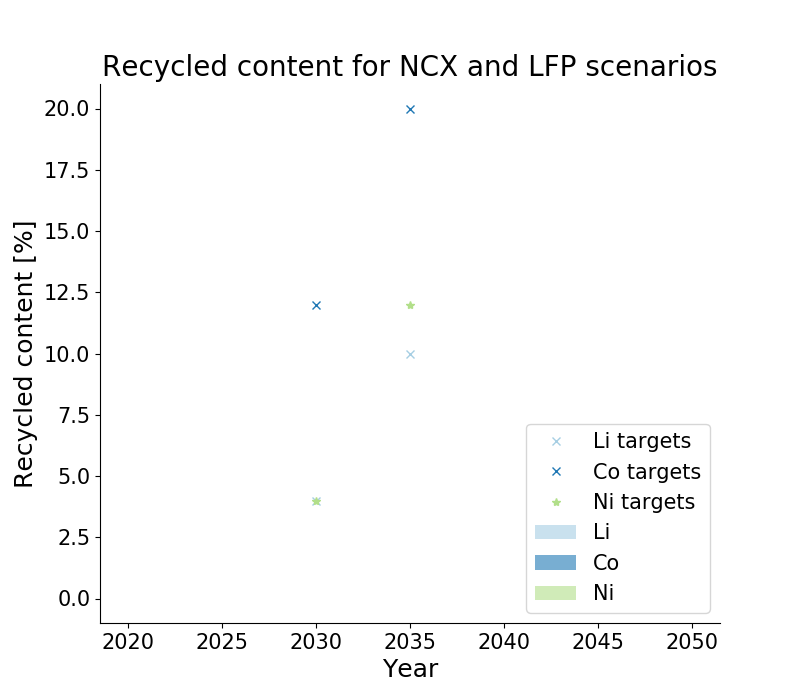 Recycled content for NCX and LFP scenarios
Recycled content [%]
20.0
17.5
15.0
12.5
10.0
7.5
5.0
2.5
0.0
Li targets
Co targets
Ni targets
Li
Co
Ni
2020 2025 2030 2035 2040 2045 2050
Year